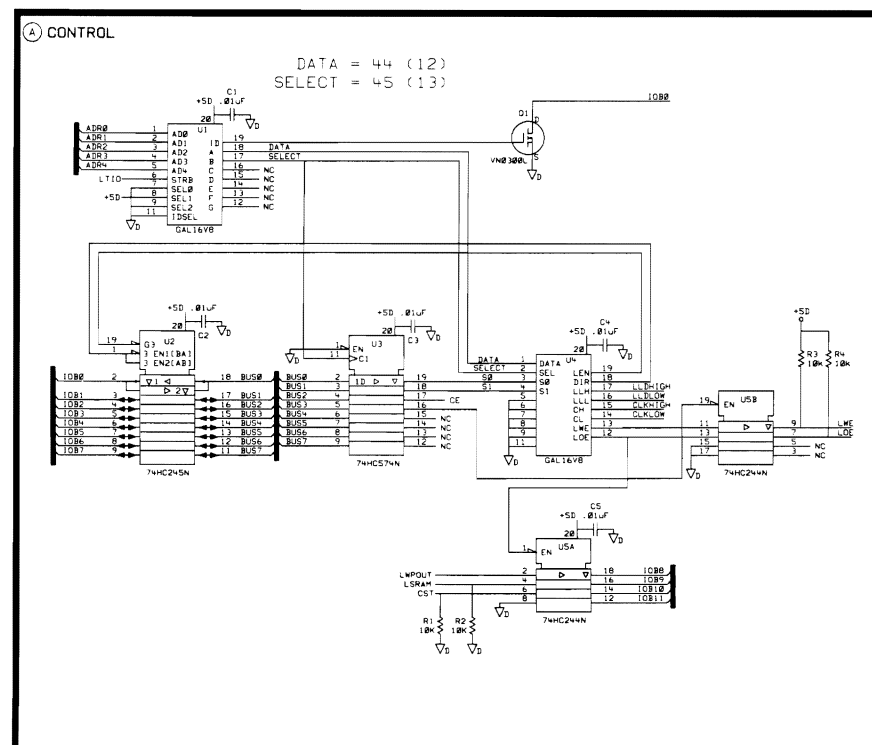 A CONTROL
DATA = 44 (12)
SELECT = 45 (13)
C1
+5D .01uF
D
20
U1
ADR0 1 AD0 ID 19
ADR1 2 AD1 A 18 DATA
ADR2 3 AD2 B 17 SELECT
ADR3 4 AD3 C 16 NC
ADR4 5 AD4 D 15 NC
LTIO 6 STRB E 14 NC
7 SEL0 F 13 NC
+5D 8 SEL1 G 12 NC
9 SEL2
11 IDSEL
D
GAL16V8
IOB0
Q1
D
S
VN0300L
D
+5D .01uF
20 C2 D
U2
19 G3
1 3 EN1[BA]
3 EN2[AB]
IOB0 2 ▽1 ◁ 18 BUS0
▷ 2▽
IOB1 3 17 BUS1
IOB2 4 16 BUS2
IOB3 5 15 BUS3
IOB4 6 14 BUS4
IOB5 7 13 BUS5
IOB6 8 12 BUS6
IOB7 9 11 BUS7
74HC245N
+5D .01uF
20 C3 D
U3
D 1 EN
11 C1
BUS0 2 1D ▷ ▽ 19
BUS1 3 18
BUS2 4 17 CE
BUS3 5 16
BUS4 6 15 NC
BUS5 7 14 NC
BUS6 8 13 NC
BUS7 9 12 NC
74HC574N
C4
+5D .01uF
20 D
U4
DATA 1 DATA
SELECT 2 SEL LEN 19
S0 3 S0 DIR 18
S1 4 S1 LLH 17 LLDHIGH
5 LLL 16 LLDLOW
6 CH 15 CLKHIGH
7 CL 14 CLKLOW
8 LWE 13
9 LOE 12
11
D
GAL16V8
+5D
R3 10K
R4 10K
19 EN U5B
11 ▷ ▽ 9 LWE
13 7 LOE
15 5 NC
17 3 NC
D
74HC244N
C5
+5D .01uF
20 D
1 EN U5A
LWPOUT 2 ▷ ▽ 18 IOB8
LSRAM 4 16 IOB9
CST 6 14 IOB10
8 12 IOB11
D
74HC244N
R1 10K
R2 10K
D
D